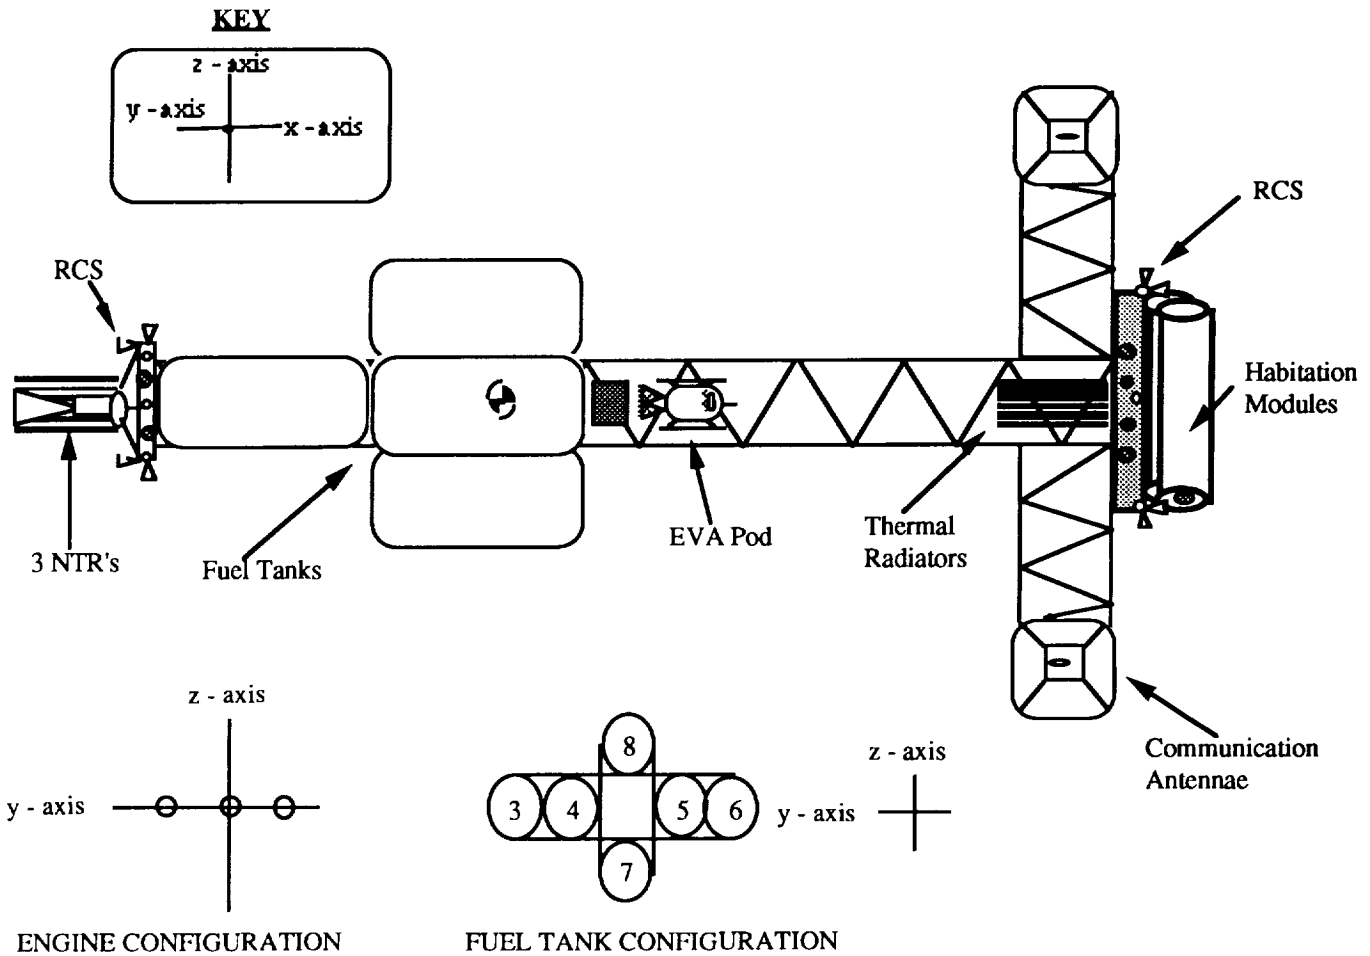 KEY
z - axis
y - axis
x - axis
RCS
RCS
Habitation
Modules
3 NTR's
Fuel Tanks
EVA Pod
Thermal
Radiators
Communication
Antennae
z - axis
y - axis
8
3
4
5
6
7
z - axis
y - axis
ENGINE CONFIGURATION
FUEL TANK CONFIGURATION